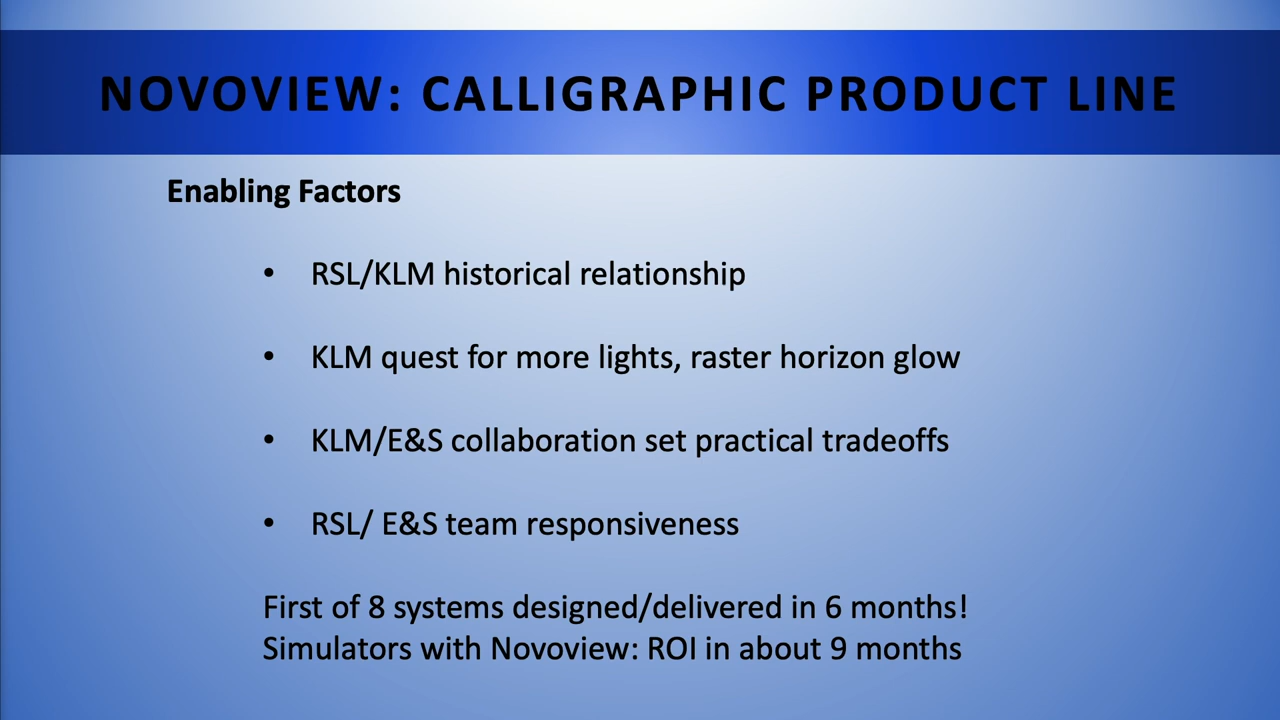 NOVOVIEW: CALLIGRAPHIC PRODUCT LINE
Enabling Factors
• RSL/KLM historical relationship
• KLM quest for more lights, raster horizon glow
• KLM/E&S collaboration set practical tradeoffs
• RSL/ E&S team responsiveness
First of 8 systems designed/delivered in 6 months!
Simulators with Novoview: ROI in about 9 months